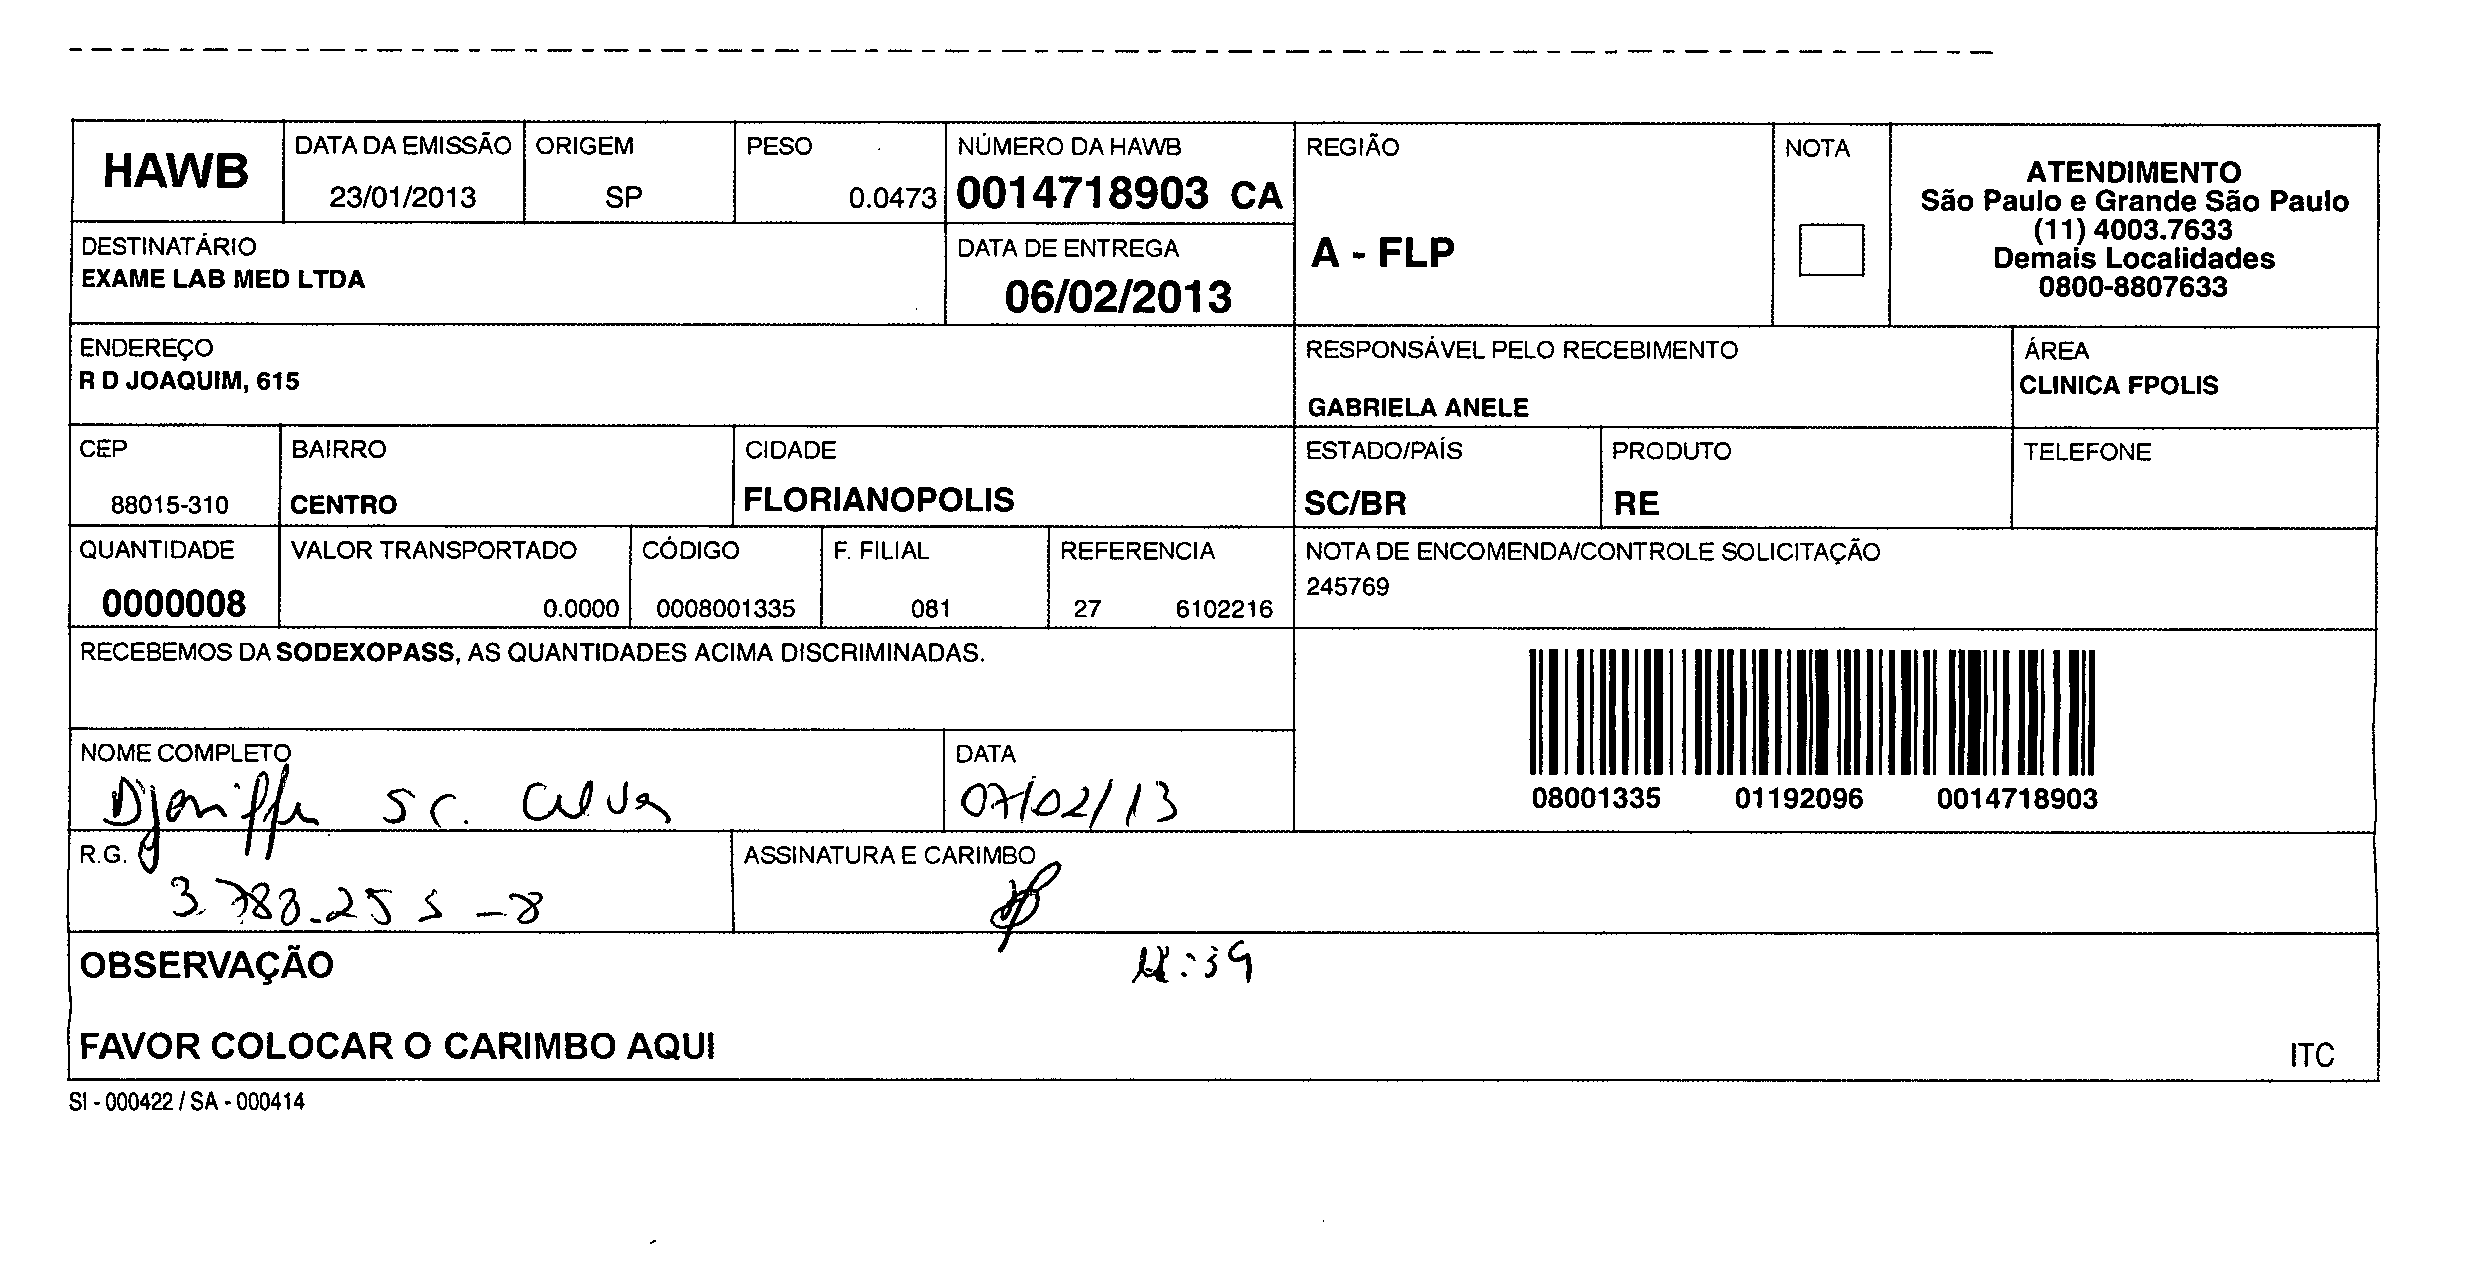 HAWB
DATA DA EMISSÃO
23/01/2013
ORIGEM
SP
PESO
0.0473
NÚMERO DA HAWB
0014718903 CA
REGIÃO
A - FLP
NOTA
ATENDIMENTO
São Paulo e Grande São Paulo
(11) 4003.7633
Demais Localidades
0800-8807633
DESTINATÁRIO
EXAME LAB MED LTDA
DATA DE ENTREGA
06/02/2013
ENDEREÇO
R D JOAQUIM, 615
RESPONSÁVEL PELO RECEBIMENTO
GABRIELA ANELE
ÁREA
CLINICA FPOLIS
CEP
88015-310
BAIRRO
CENTRO
CIDADE
FLORIANOPOLIS
ESTADO/PAÍS
SC/BR
PRODUTO
RE
TELEFONE
QUANTIDADE
0000008
VALOR TRANSPORTADO
0.0000
CÓDIGO
0008001335
F. FILIAL
081
REFERENCIA
27 6102216
NOTA DE ENCOMENDA/CONTROLE SOLICITAÇÃO
245769
RECEBEMOS DA SODEXOPASS, AS QUANTIDADES ACIMA DISCRIMINADAS.
08001335 01192096 0014718903
NOME COMPLETO
DATA
07/02/13
R.G.
3.788.255-8
ASSINATURA E CARIMBO
OBSERVAÇÃO
FAVOR COLOCAR O CARIMBO AQUI
ITC
SI - 000422 / SA - 000414